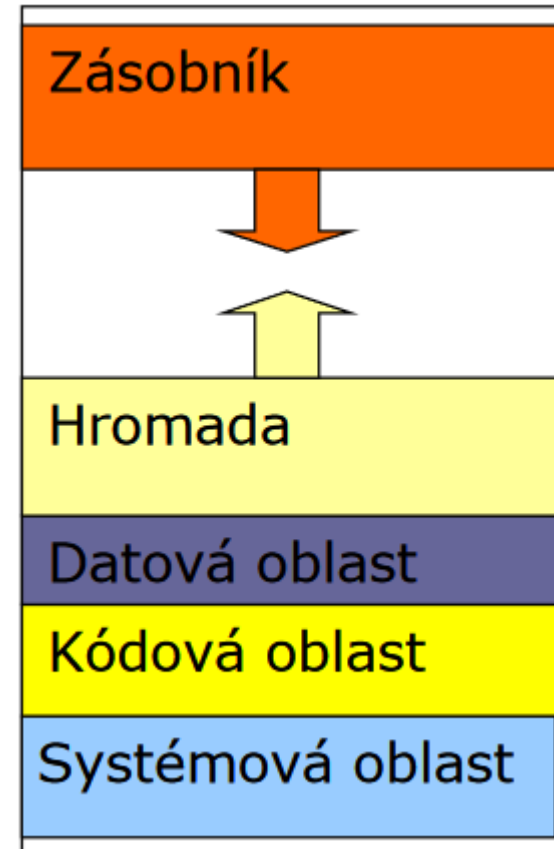 Zásobník
Hromada
Datová oblast
Kódová oblast
Systémová oblast